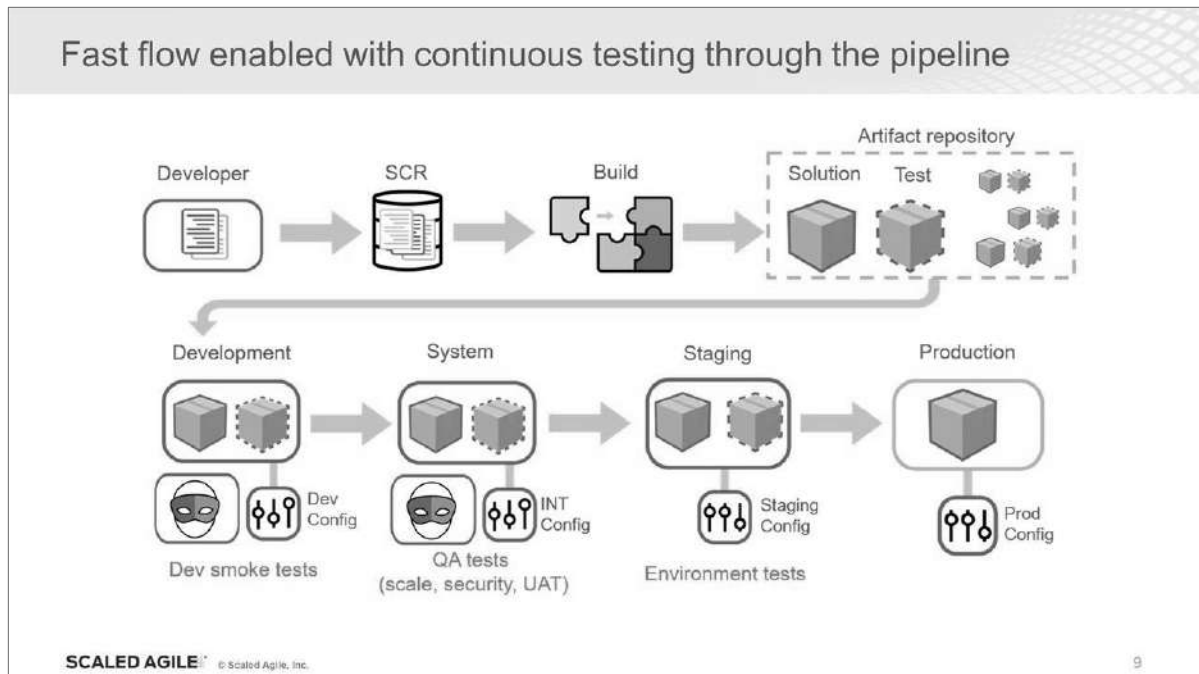 Fast flow enabled with continuous testing through the pipeline
Artifact repository
Developer
SCR
Build
Solution
Test
Development
System
Staging
Production
Dev
Config
INT
Config
Staging
Config
Prod
Config
Dev smoke tests
QA tests
(scale, security, UAT)
Environment tests
SCALED AGILE
© Scaled Agile, Inc.
9